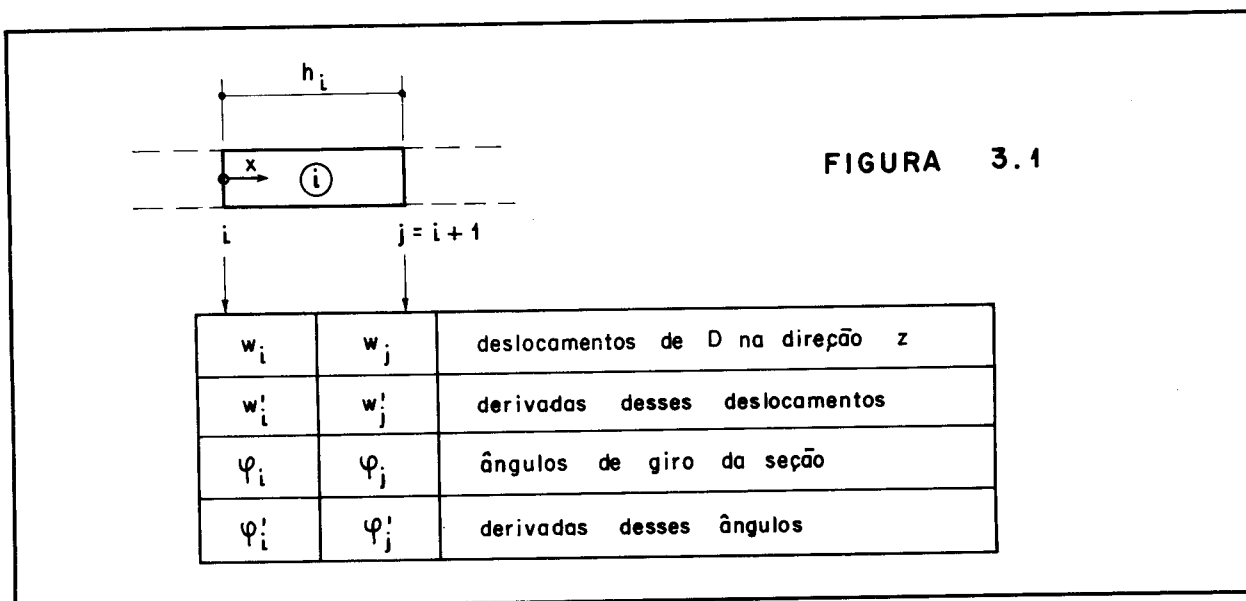 h_i
FIGURA 3.1
x
i
i
j = i + 1
w_i w_j deslocamentos de D na direção z
w'_i w'_j derivadas desses deslocamentos
φ_i φ_j ângulos de giro da seção
φ'_i φ'_j derivadas desses ângulos